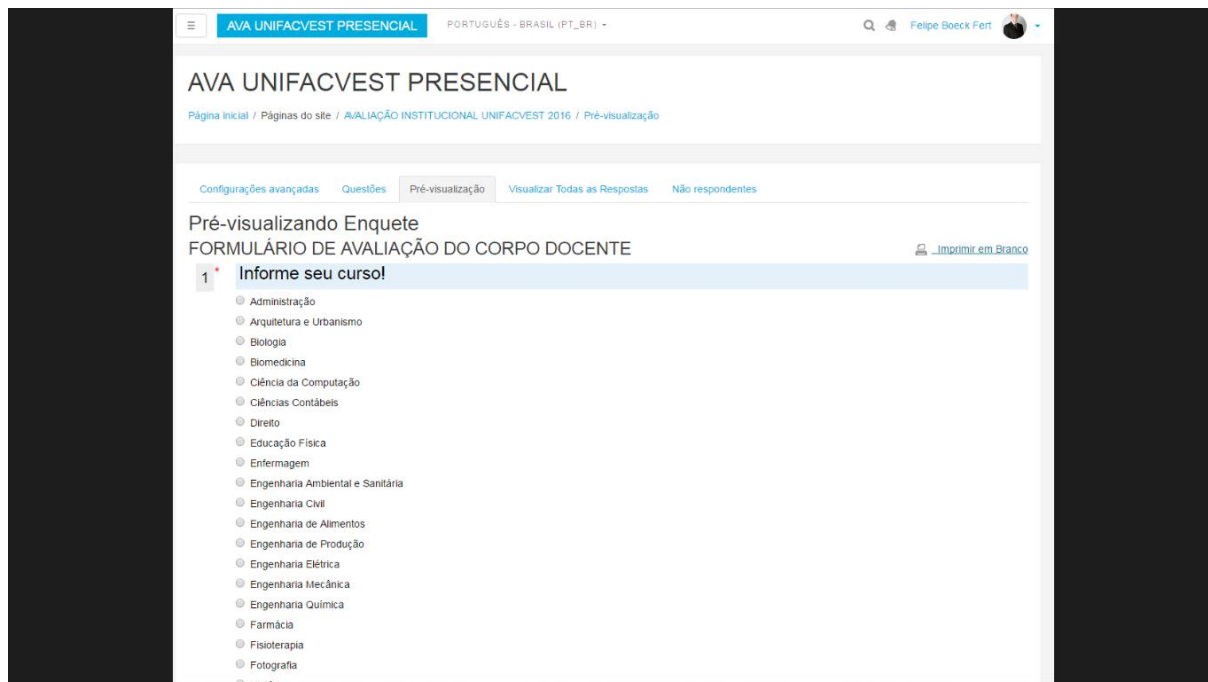 AVA UNIFACVEST PRESENCIAL PORTUGUÊS - BRASIL (PT_BR) Felipe Boeck Fert
AVA UNIFACVEST PRESENCIAL
Página inicial / Páginas do site / AVALIAÇÃO INSTITUCIONAL UNIFACVEST 2016 / Pré-visualização
Configurações avançadas Questões Pré-visualização Visualizar Todas as Respostas Não respondentes
Pré-visualizando Enquete
FORMULÁRIO DE AVALIAÇÃO DO CORPO DOCENTE Imprimir em Branco
1 * Informe seu curso!
Administração
Arquitetura e Urbanismo
Biologia
Biomedicina
Ciência da Computação
Ciências Contábeis
Direito
Educação Física
Enfermagem
Engenharia Ambiental e Sanitária
Engenharia Civil
Engenharia de Alimentos
Engenharia de Produção
Engenharia Elétrica
Engenharia Mecânica
Engenharia Química
Farmácia
Fisioterapia
Fotografia